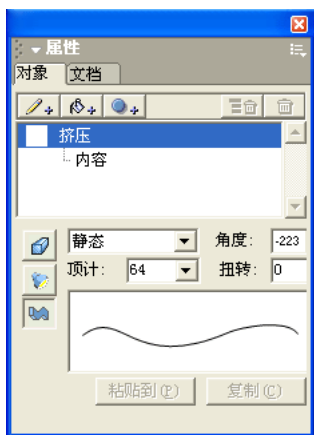 属性
对象 文档
挤压
内容
静态 角度: -223
顶计: 64 扭转: 0
粘贴到(P) 复制(C)